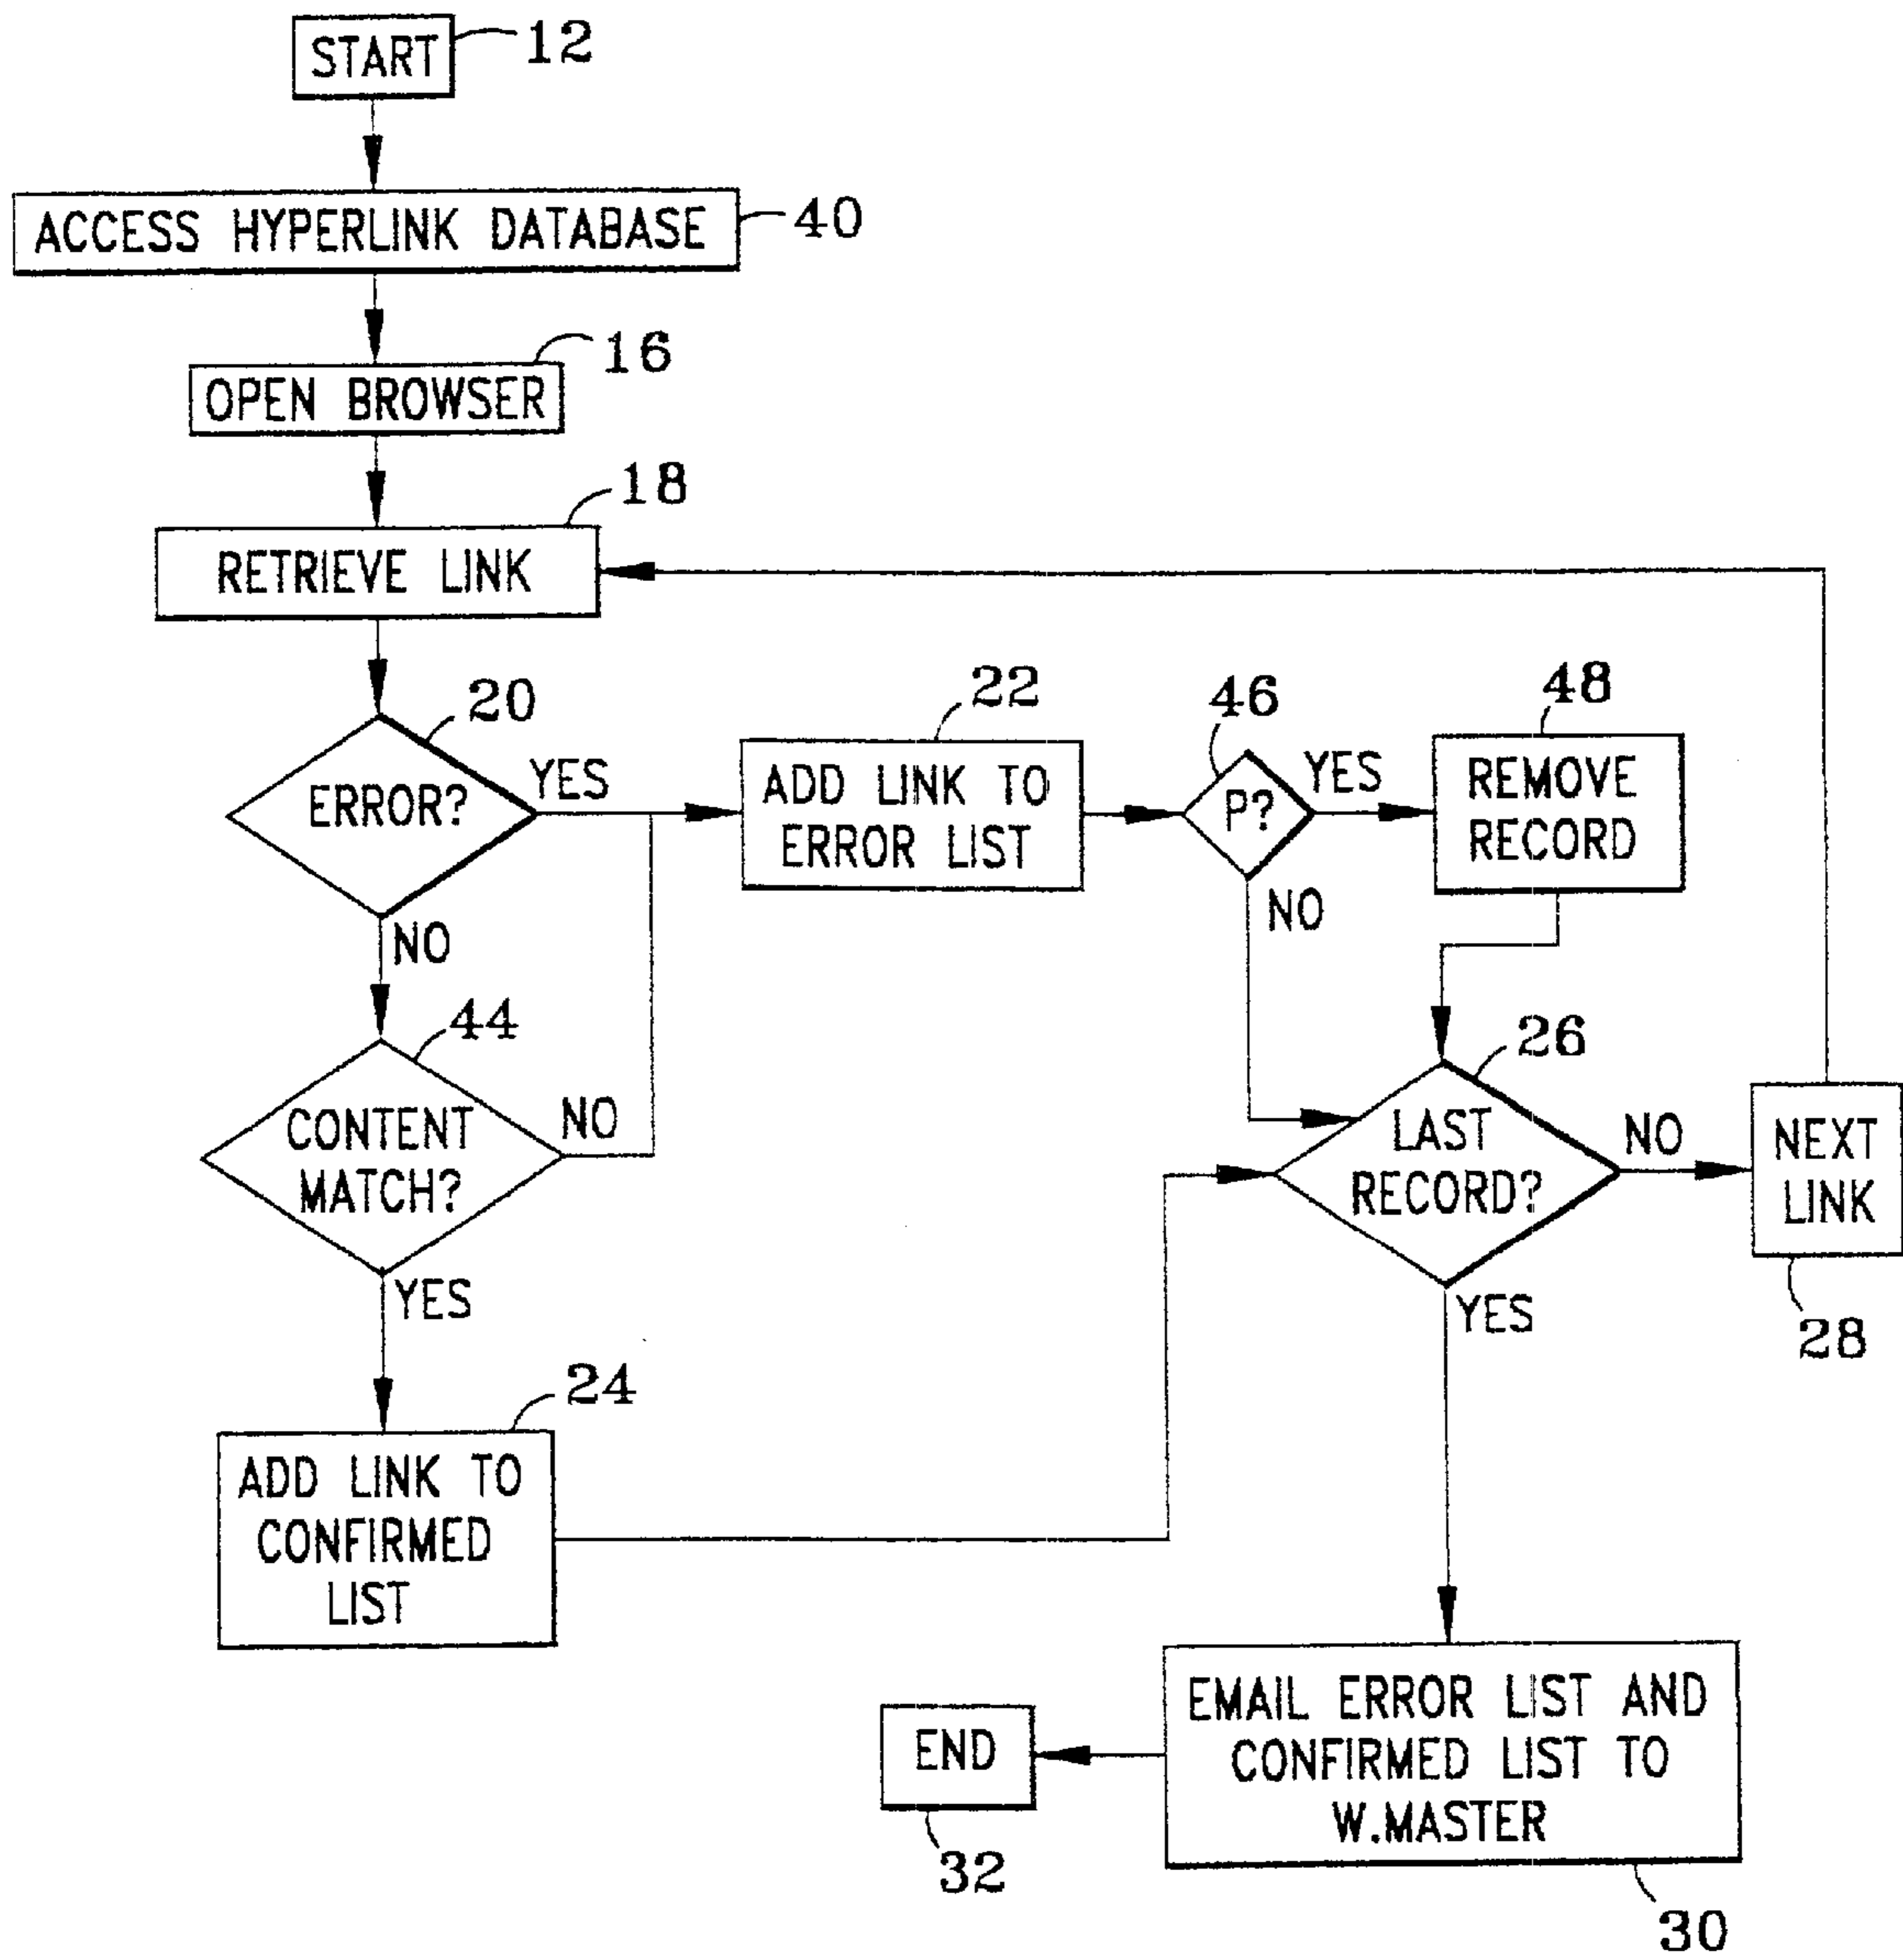 START
12
ACCESS HYPERLINK DATABASE
40
OPEN BROWSER
16
RETRIEVE LINK
18
ERROR?
20
YES
NO
ADD LINK TO
ERROR LIST
22
P?
46
YES
NO
REMOVE
RECORD
48
CONTENT
MATCH?
44
NO
YES
LAST
RECORD?
26
NO
YES
NEXT
LINK
28
ADD LINK TO
CONFIRMED
LIST
24
EMAIL ERROR LIST AND
CONFIRMED LIST TO
W.MASTER
30
END
32